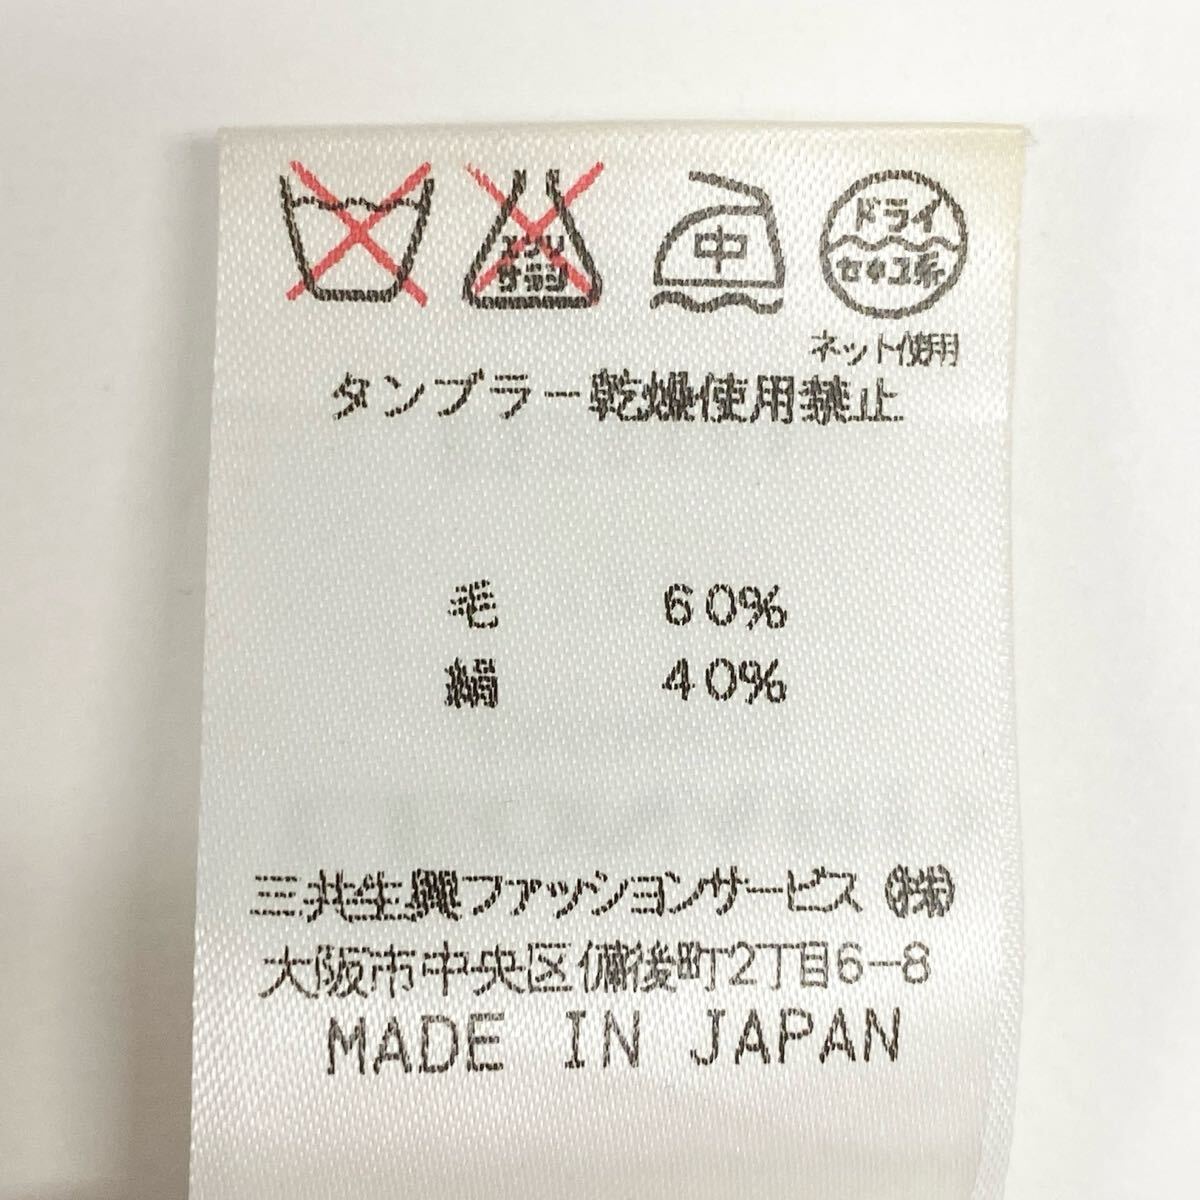 エンソ
サラシ
中
ドライ
セキユ系
ネット使用
タンブラー乾燥使用禁止
毛 60%
絹 40%
三共生興ファッションサービス ㈱
大阪市中央区備後町2丁目6-8
MADE IN JAPAN